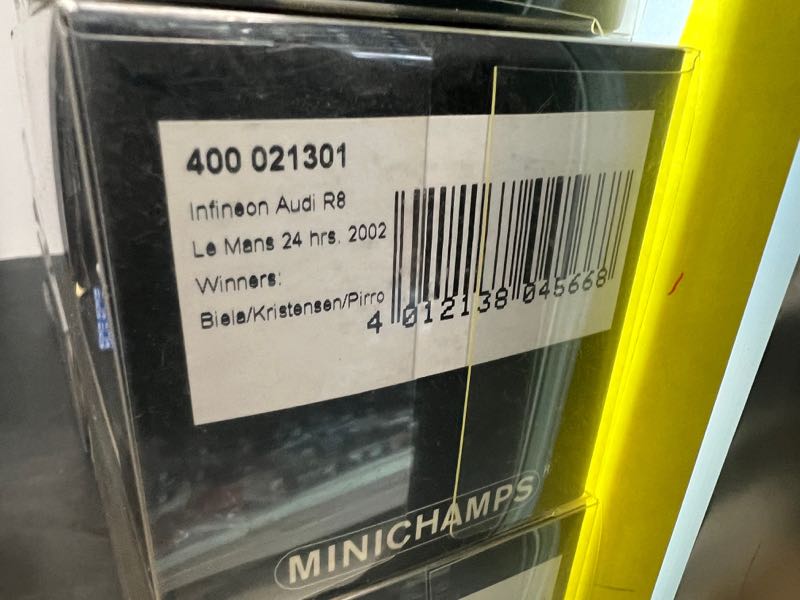 400 021301
Infineon Audi R8
Le Mans 24 hrs. 2002
Winners:
Biela/Kristensen/Pirro
4 012138 045668
MINICHAMPS